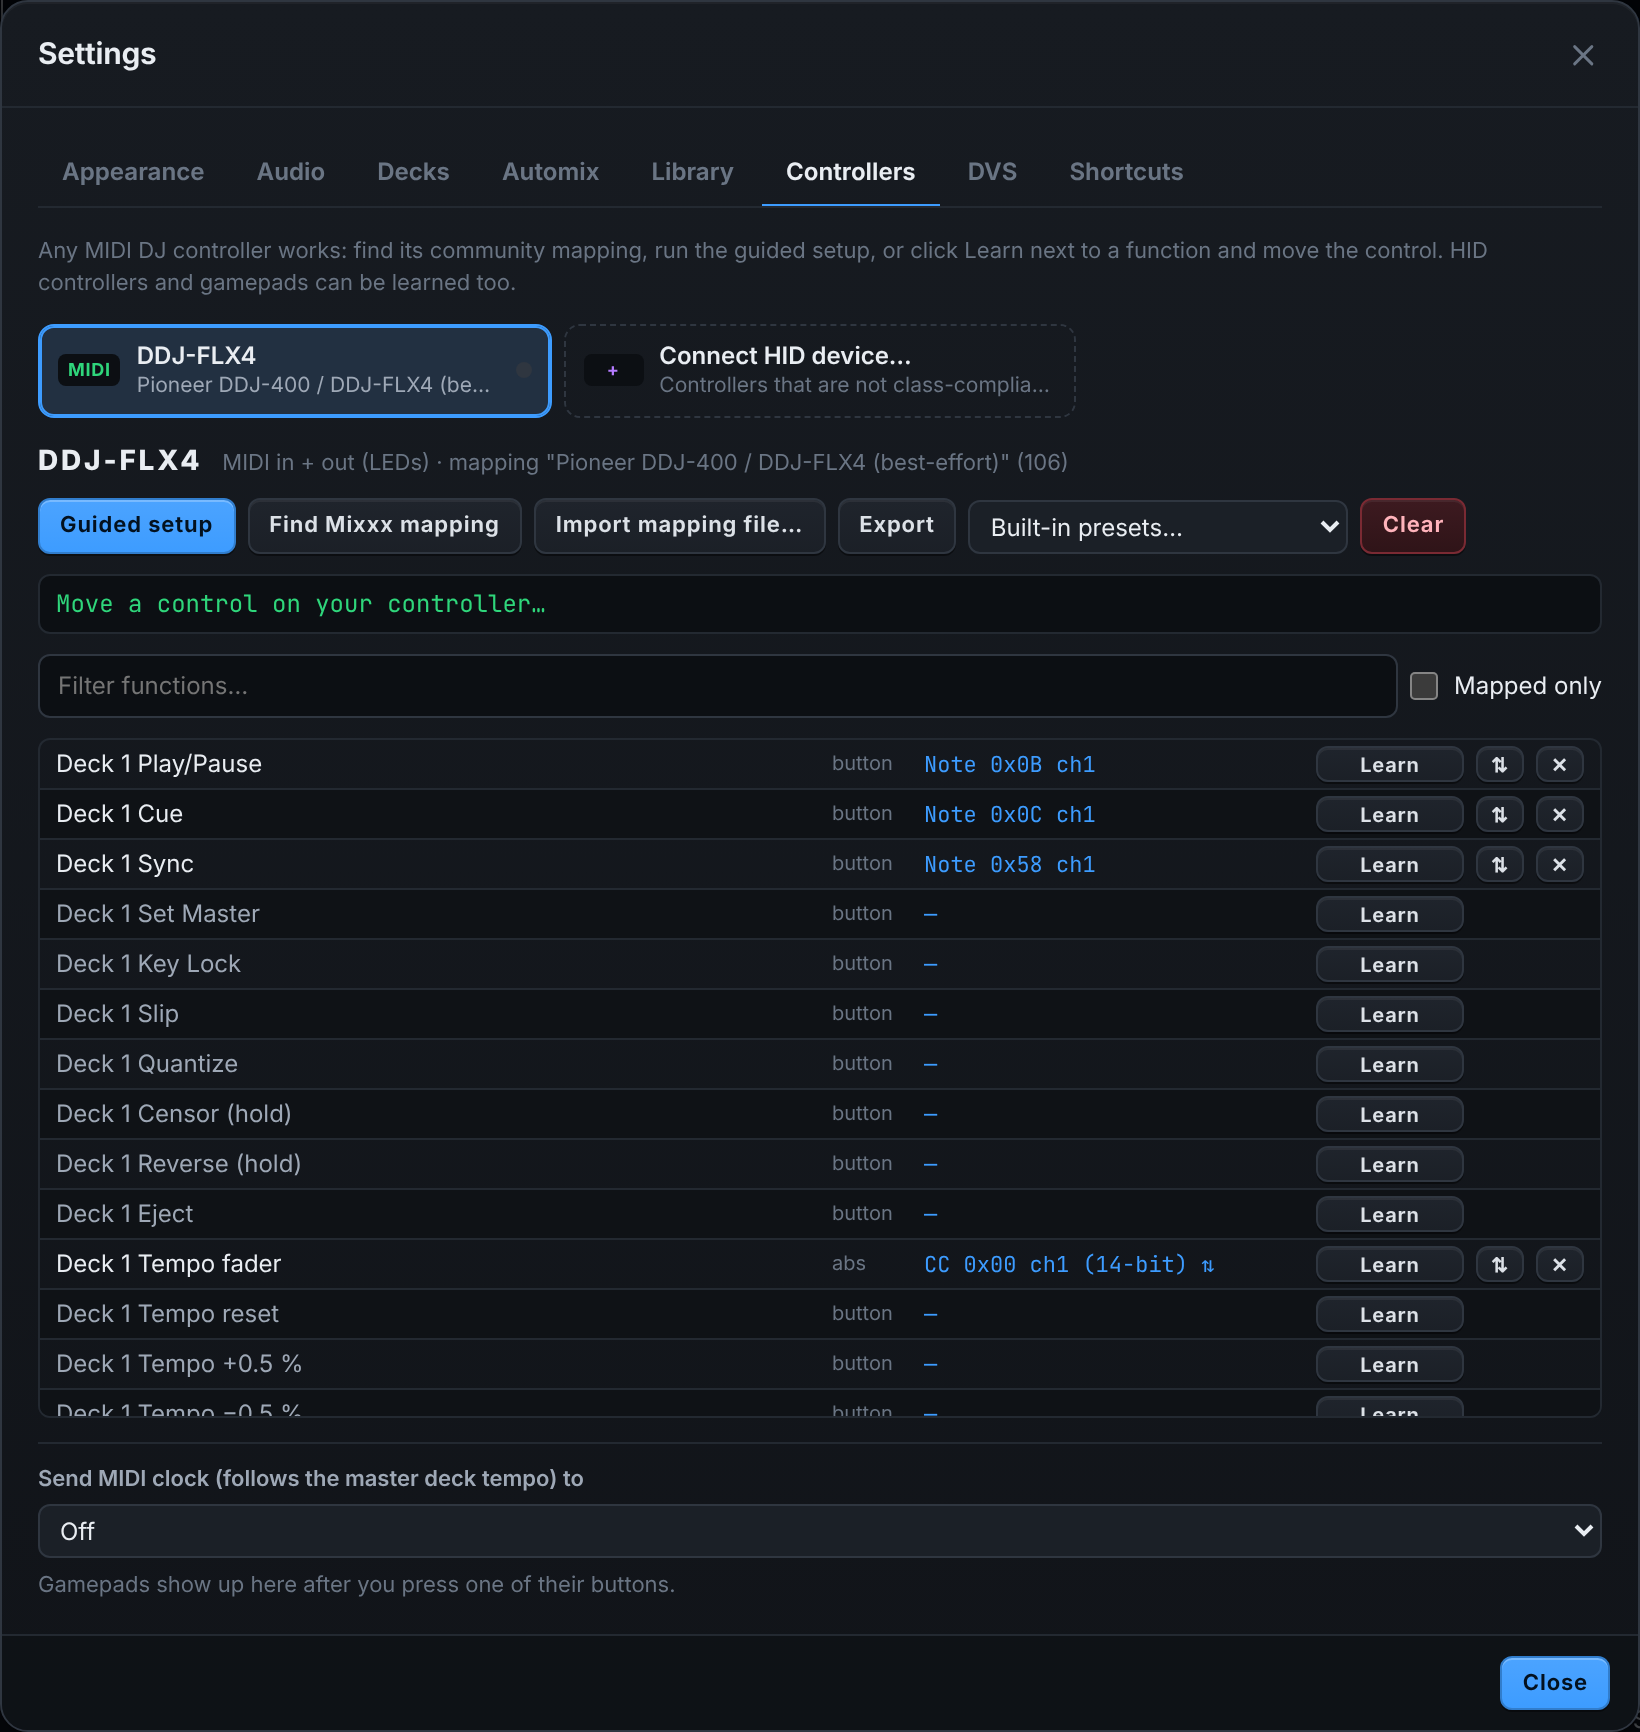 Settings
Appearance Audio Decks Automix Library Controllers DVS Shortcuts
Any MIDI DJ controller works: find its community mapping, run the guided setup, or click Learn next to a function and move the control. HID
controllers and gamepads can be learned too.
MIDI DDJ-FLX4
Pioneer DDJ-400 / DDJ-FLX4 (be...
+ Connect HID device...
Controllers that are not class-complia...
DDJ-FLX4 MIDI in + out (LEDs) · mapping "Pioneer DDJ-400 / DDJ-FLX4 (best-effort)" (106)
Guided setup Find Mixxx mapping Import mapping file... Export Built-in presets... Clear
Move a control on your controller…
Filter functions... Mapped only
Deck 1 Play/Pause button Note 0x0B ch1 Learn ⇅ ×
Deck 1 Cue button Note 0x0C ch1 Learn ⇅ ×
Deck 1 Sync button Note 0x58 ch1 Learn ⇅ ×
Deck 1 Set Master button – Learn
Deck 1 Key Lock button – Learn
Deck 1 Slip button – Learn
Deck 1 Quantize button – Learn
Deck 1 Censor (hold) button – Learn
Deck 1 Reverse (hold) button – Learn
Deck 1 Eject button – Learn
Deck 1 Tempo fader abs CC 0x00 ch1 (14-bit) ⇅ Learn ⇅ ×
Deck 1 Tempo reset button – Learn
Deck 1 Tempo +0.5 % button – Learn
Deck 1 Tempo −0.5 % button – Learn
Send MIDI clock (follows the master deck tempo) to
Off
Gamepads show up here after you press one of their buttons.
Close